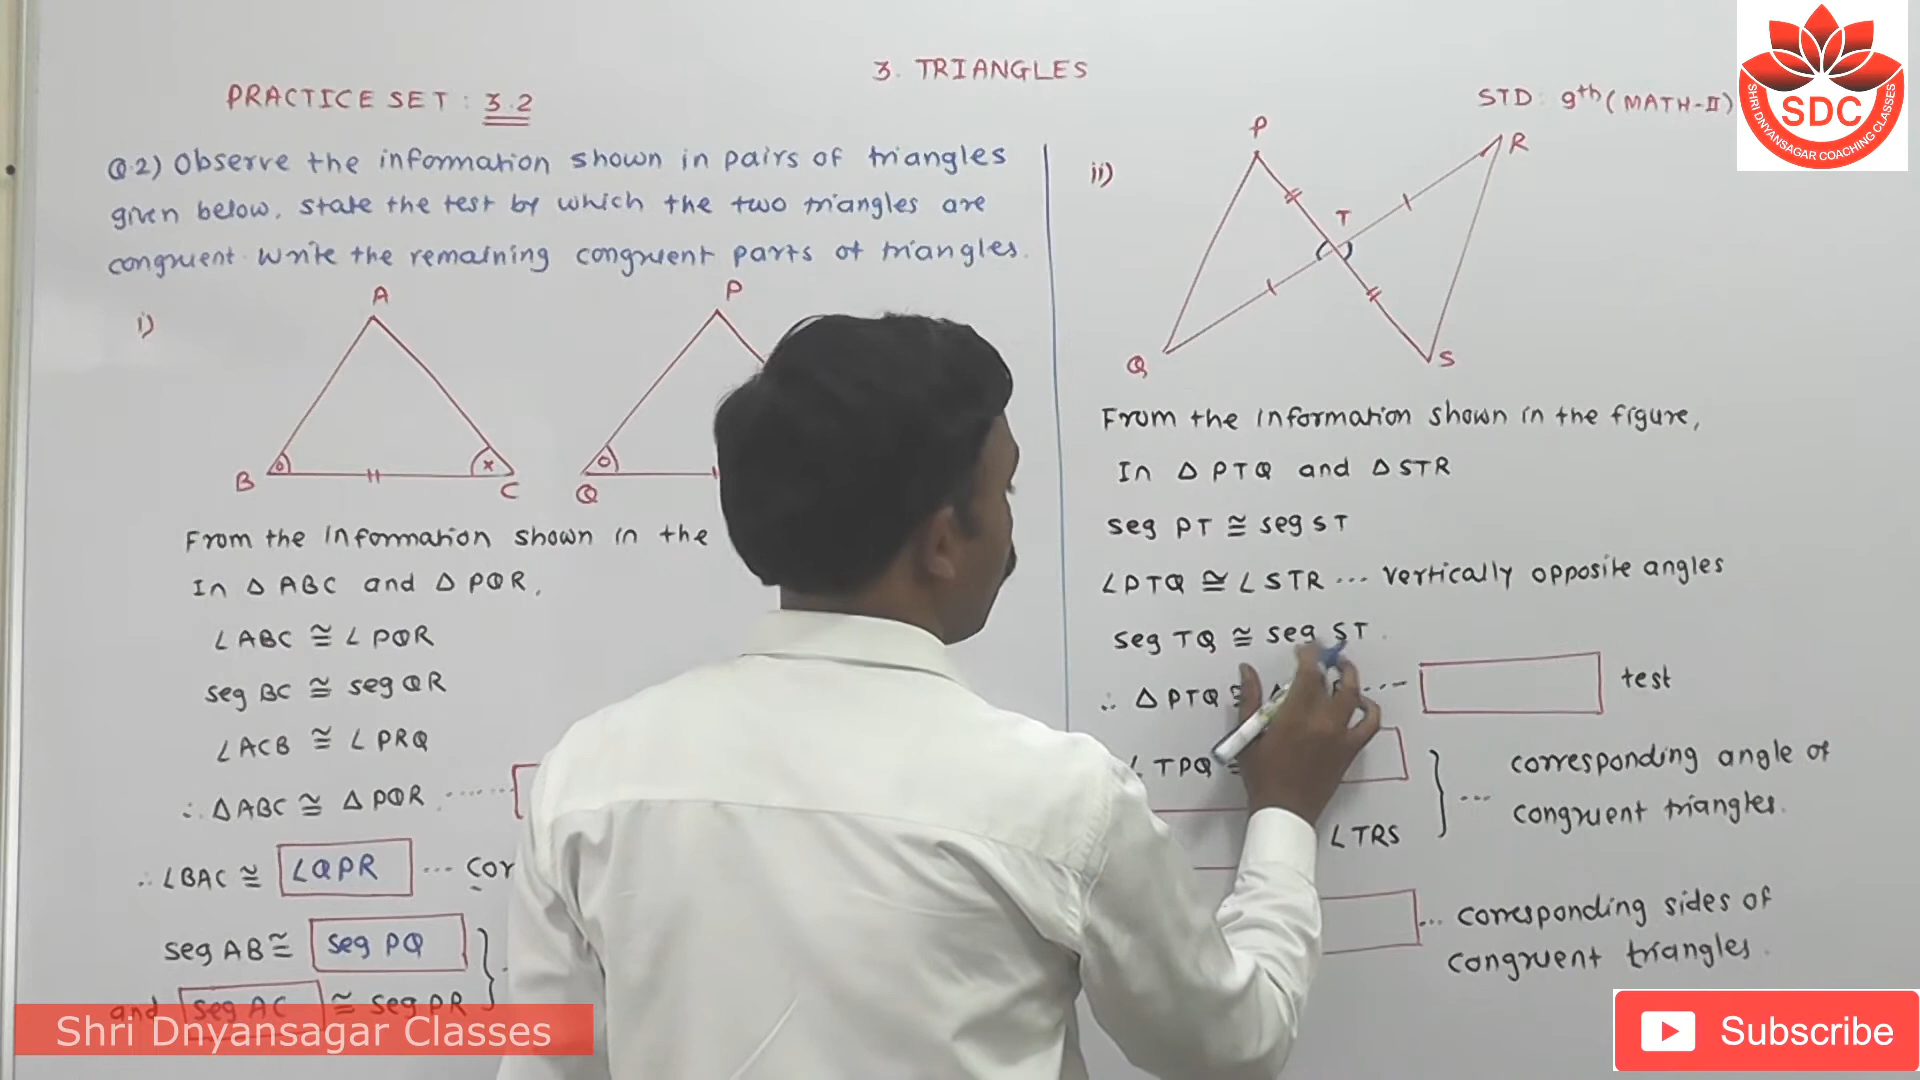 3. TRIANGLES
PRACTICE SET : 3.2
STD : 9th (MATH-II)
SDC
SHRI DNYANSAGAR COACHING CLASSES
Q.2) Observe the information shown in pairs of triangles
given below. state the test by which the two triangles are
congruent. Write the remaining congruent parts of triangles.
i)
A
B
C
P
Q
From the information shown in the
In △ ABC and △ PQR,
∠ABC ≅ ∠PQR
seg BC ≅ seg QR
∠ACB ≅ ∠PRQ
∴ △ABC ≅ △PQR ......
∴ ∠BAC ≅ ∠QPR ...
seg AB ≅ seg PQ
and seg AC ≅ seg PR
ii)
P
R
T
Q
S
From the information shown in the figure,
In △ PTQ and △ STR
seg PT ≅ seg ST
∠PTQ ≅ ∠STR ... vertically opposite angles
seg TQ ≅ seg ST
∴ △PTQ ≅ ... test
∠TPQ ≅
∠TRS
... corresponding angle of
congruent triangles.
... corresponding sides of
congruent triangles.
Shri Dnyansagar Classes
Subscribe